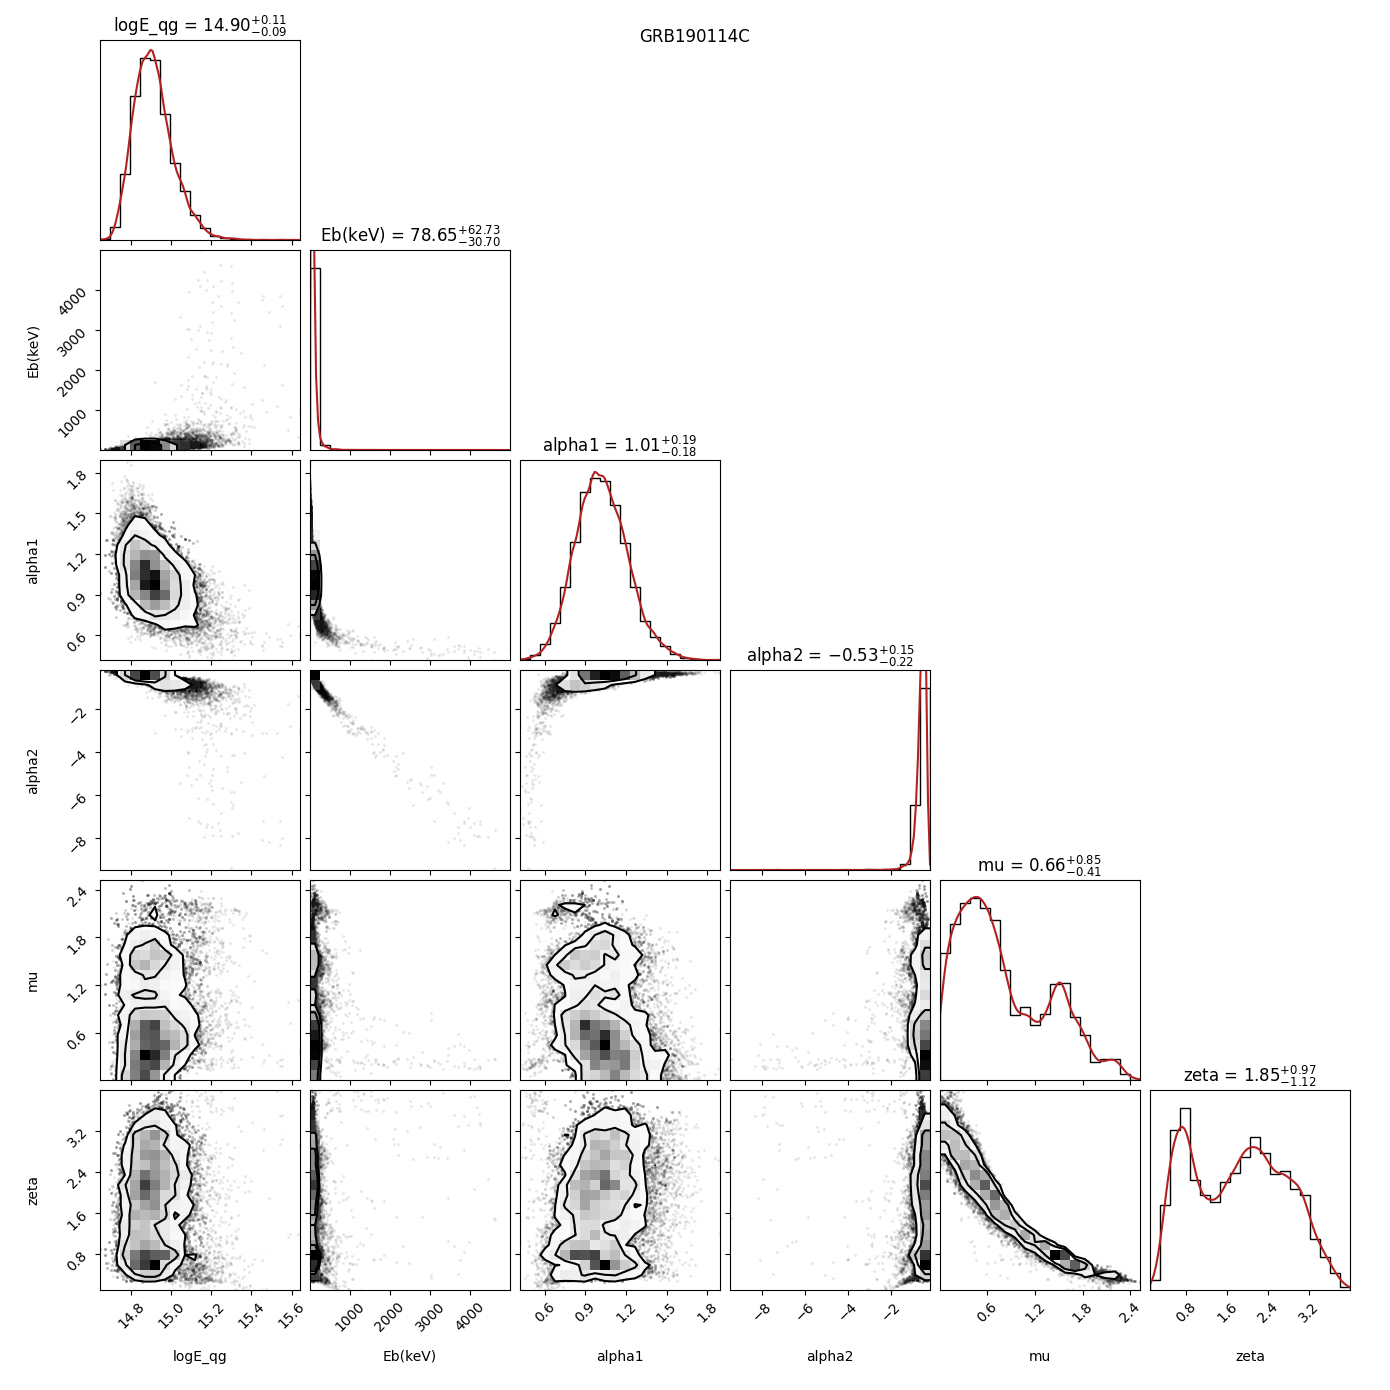 logE_qg = 14.90+0.11−0.09
GRB190114C
Eb(keV) = 78.65+62.73−30.70
4000
3000
2000
1000
Eb(keV)
alpha1 = 1.01+0.19−0.18
1.8
1.5
1.2
0.9
0.6
alpha1
alpha2 = −0.53+0.15−0.22
−2
−4
−6
−8
alpha2
mu = 0.66+0.85−0.41
2.4
1.8
1.2
0.6
mu
zeta = 1.85+0.97−1.12
3.2
2.4
1.6
0.8
zeta
14.8 15.0 15.2 15.4 15.6 1000 2000 3000 4000 0.6 0.9 1.2 1.5 1.8 −8 −6 −4 −2 0.6 1.2 1.8 2.4 0.8 1.6 2.4 3.2
logE_qg Eb(keV) alpha1 alpha2 mu zeta